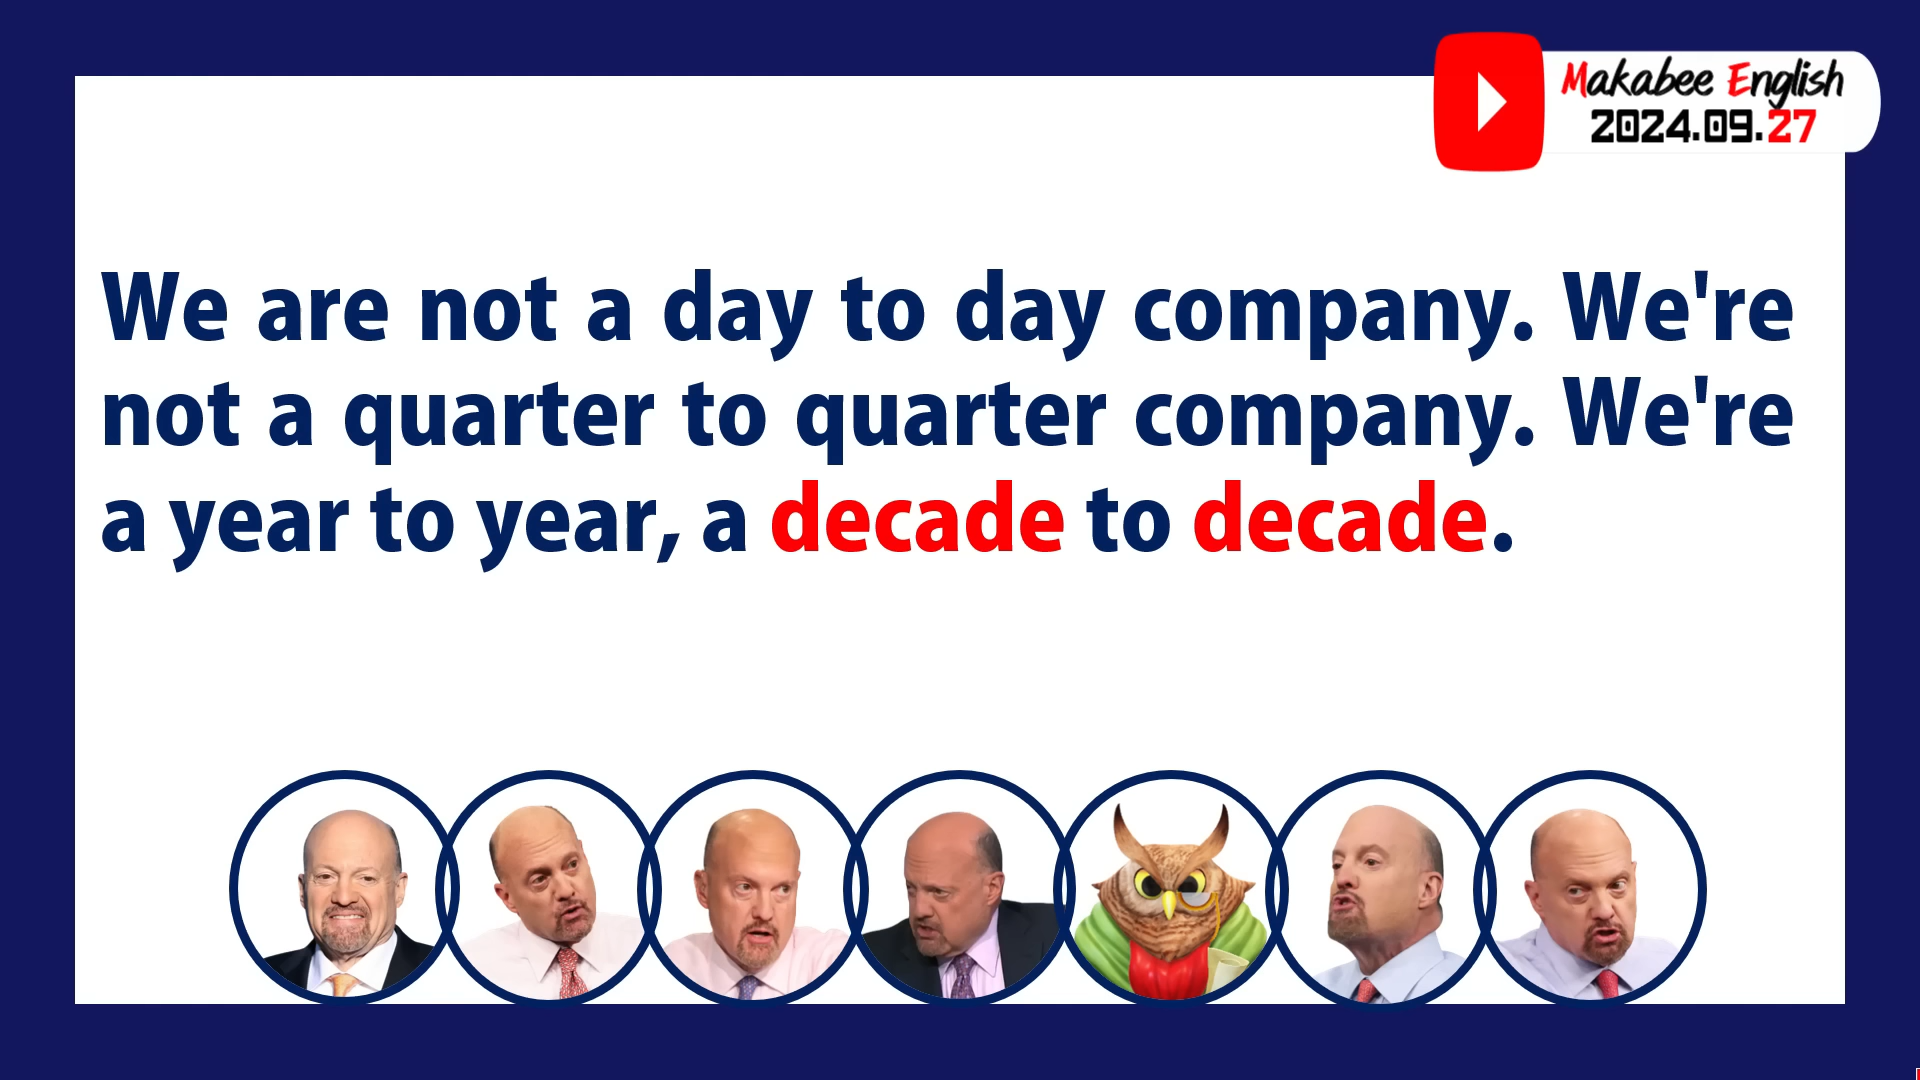 Makabee English
2024.09.27
We are not a day to day company. We're
not a quarter to quarter company. We're
a year to year, a decade to decade.